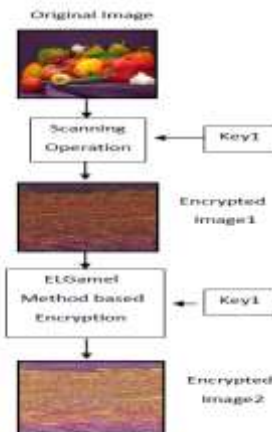 Original Image
Scanning
Operation
Key1
Encrypted
Image1
ELGamel
Method based
Encryption
Key1
Encrypted
Image2